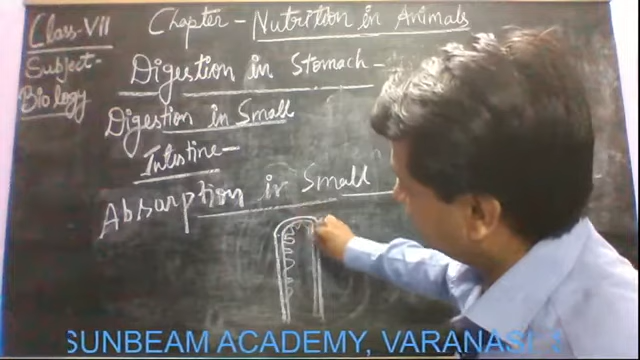 Class-VII
Subject-
Biology
Chapter - Nutrition in Animals
Digestion in Stomach -
Digestion in Small
Intestine-
Absorption in Small
SUNBEAM ACADEMY, VARANASI